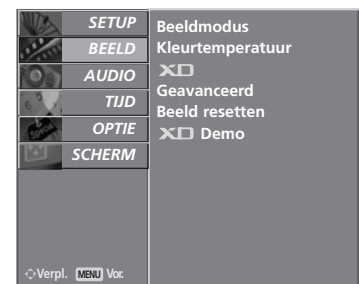 SETUP
BEELD
AUDIO
TIJD
OPTIE
SCHERM
Verpl. MENU Vor.
Beeldmodus
Kleurtemperatuur
XD
Geavanceerd
Beeld resetten
XD Demo